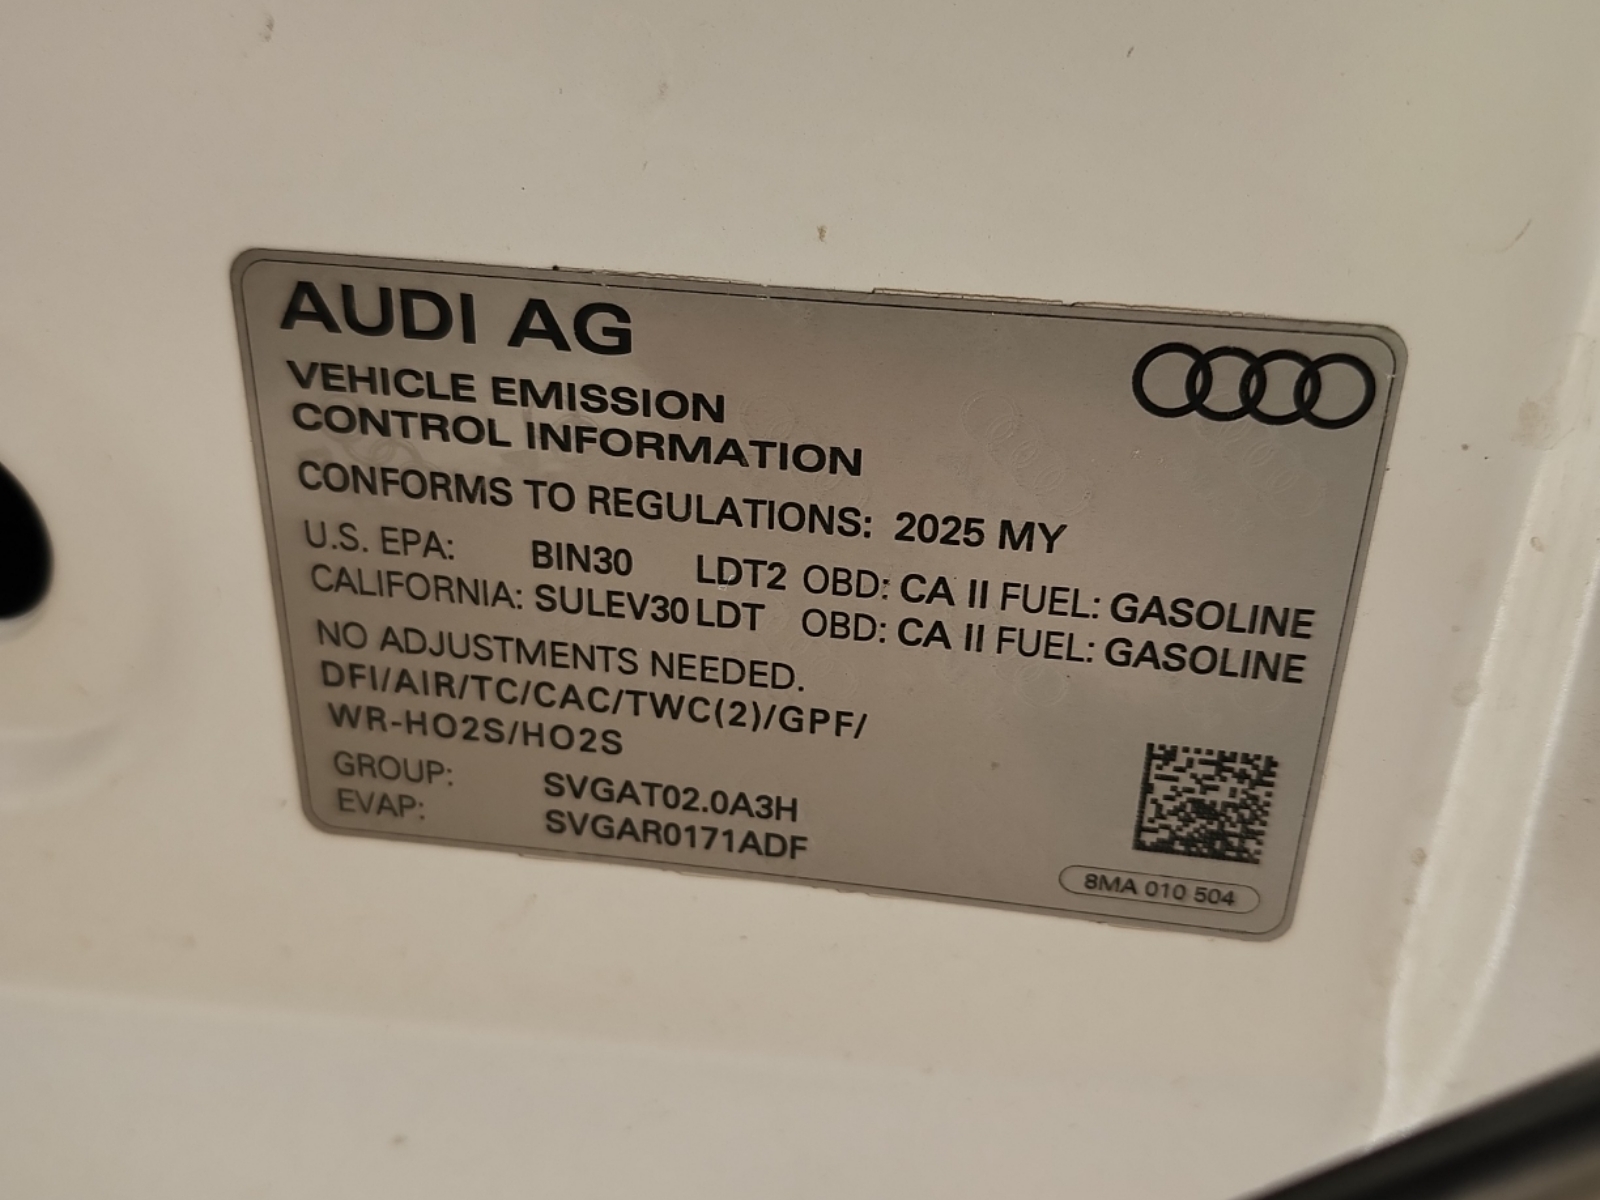 AUDI AG
VEHICLE EMISSION
CONTROL INFORMATION
CONFORMS TO REGULATIONS: 2025 MY
U.S. EPA: BIN30 LDT2 OBD: CA II FUEL: GASOLINE
CALIFORNIA: SULEV30 LDT OBD: CA II FUEL: GASOLINE
NO ADJUSTMENTS NEEDED.
DFI/AIR/TC/CAC/TWC(2)/GPF/
WR-HO2S/HO2S
GROUP: SVGAT02.0A3H
EVAP: SVGAR0171ADF
8MA 010 504